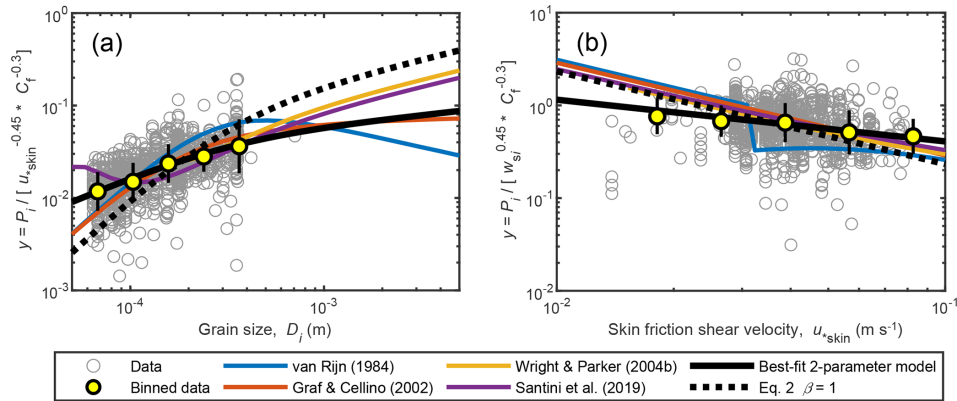 (a)
y = P_i / [ u_*skin^-0.45 * C_f^-0.3 ]
10^0
10^-1
10^-2
10^-3
10^-4
10^-3
Grain size, D_i (m)
(b)
y = P_i / [ w_si^0.45 * C_f^-0.3 ]
10^1
10^0
10^-1
10^-2
10^-2
10^-1
Skin friction shear velocity, u_*skin (m s^-1)
Data
van Rijn (1984)
Wright & Parker (2004b)
Best-fit 2-parameter model
Binned data
Graf & Cellino (2002)
Santini et al. (2019)
Eq. 2 β = 1